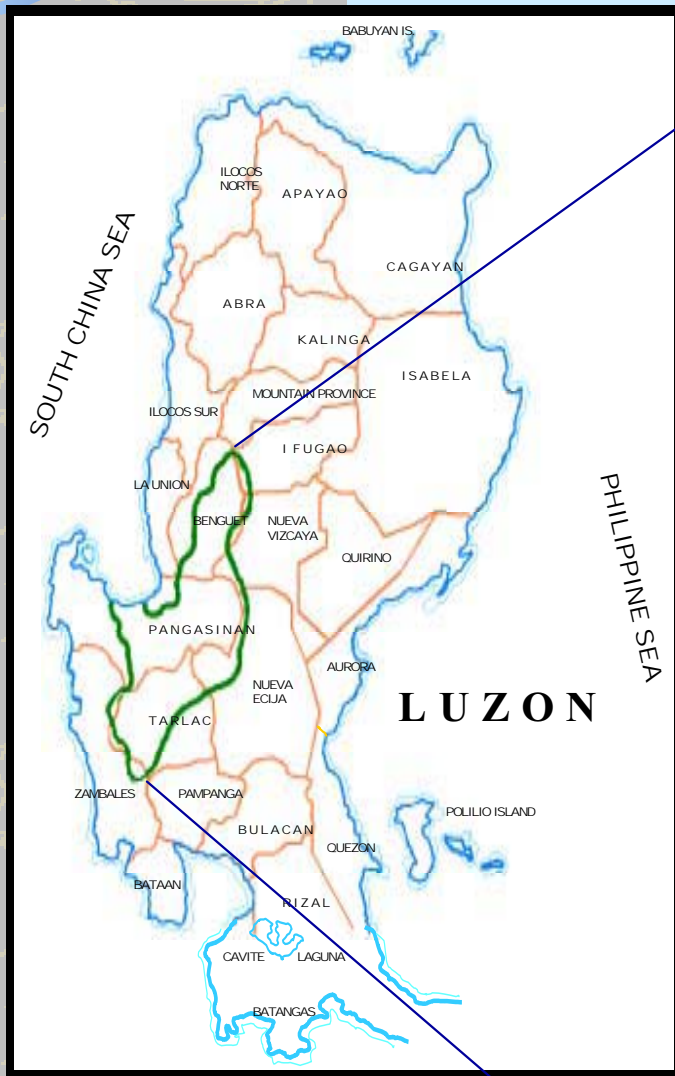 BABUYAN IS.
ILOCOS
NORTE
APAYAO
SOUTH CHINA SEA
CAGAYAN
ABRA
KALINGA
ISABELA
MOUNTAIN PROVINCE
ILOCOS SUR
IFUGAO
LA UNION
BENGUET
NUEVA
VIZCAYA
PHILIPPINE SEA
QUIRINO
PANGASINAN
AURORA
NUEVA
ECIJA
LUZON
TARLAC
ZAMBALES
PAMPANGA
POLILIO ISLAND
BULACAN
QUEZON
BATAAN
RIZAL
CAVITE
LAGUNA
BATANGAS